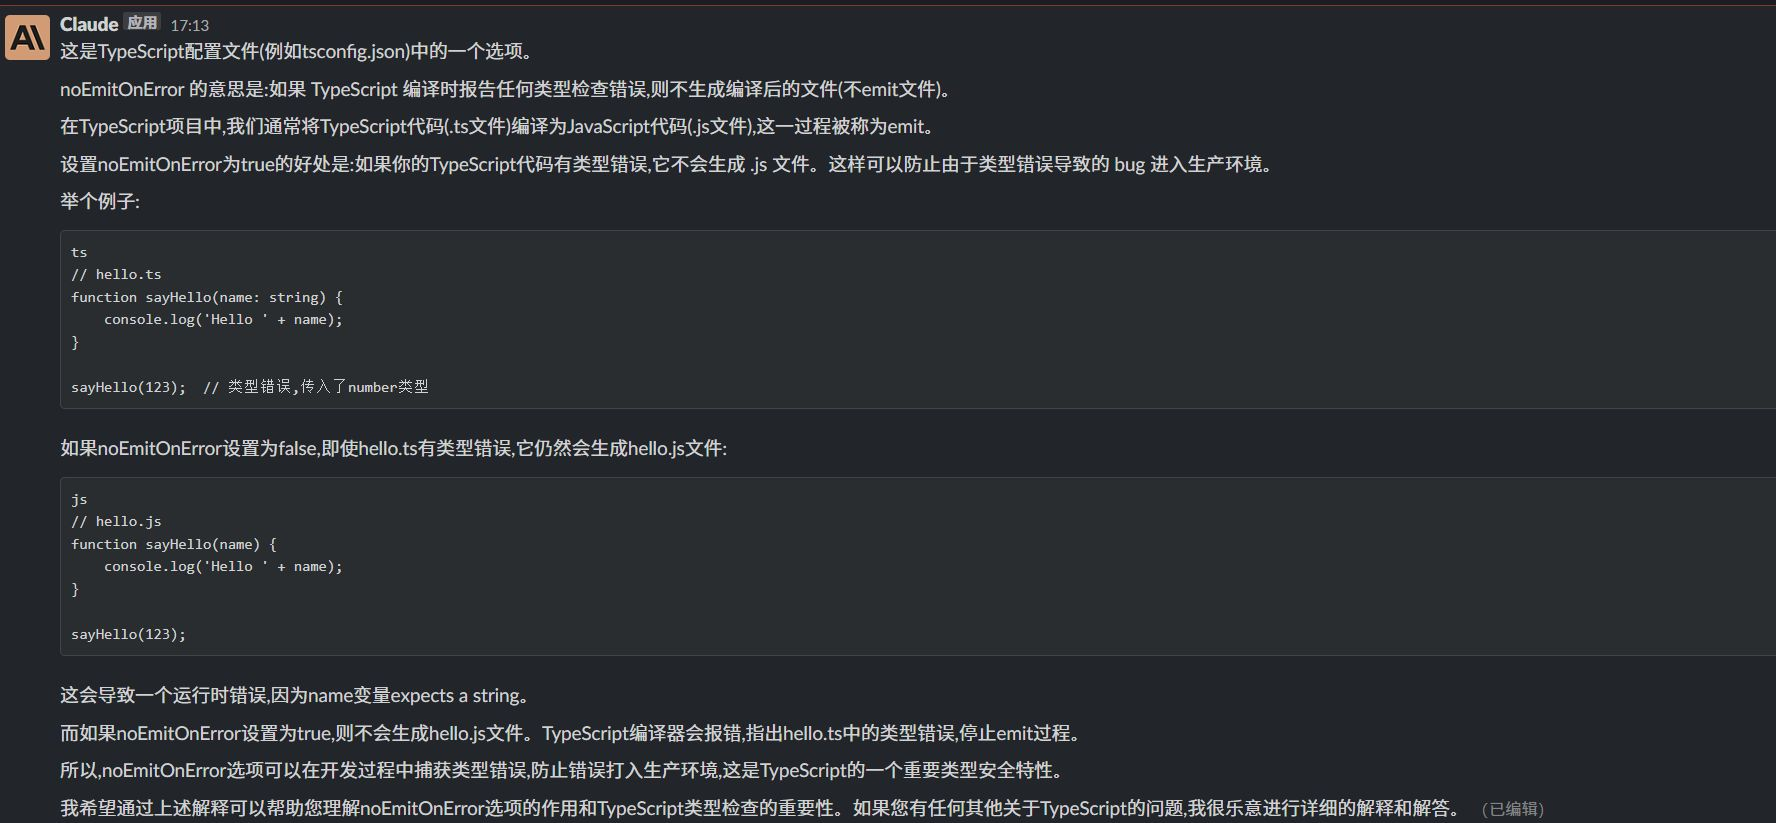 Claude 应用 17:13
这是TypeScript配置文件(例如tsconfig.json)中的一个选项。
noEmitOnError 的意思是:如果 TypeScript 编译时报告任何类型检查错误,则不生成编译后的文件(不emit文件)。
在TypeScript项目中,我们通常将TypeScript代码(.ts文件)编译为JavaScript代码(.js文件),这一过程被称为emit。
设置noEmitOnError为true的好处是:如果你的TypeScript代码有类型错误,它不会生成 .js 文件。这样可以防止由于类型错误导致的 bug 进入生产环境。
举个例子:
ts
// hello.ts
function sayHello(name: string) {
    console.log('Hello ' + name);
}
sayHello(123);  // 类型错误,传入了number类型
如果noEmitOnError设置为false,即使hello.ts有类型错误,它仍然会生成hello.js文件:
js
// hello.js
function sayHello(name) {
    console.log('Hello ' + name);
}
sayHello(123);
这会导致一个运行时错误,因为name变量expects a string。
而如果noEmitOnError设置为true,则不会生成hello.js文件。TypeScript编译器会报错,指出hello.ts中的类型错误,停止emit过程。
所以,noEmitOnError选项可以在开发过程中捕获类型错误,防止错误打入生产环境,这是TypeScript的一个重要类型安全特性。
我希望通过上述解释可以帮助您理解noEmitOnError选项的作用和TypeScript类型检查的重要性。如果您有任何其他关于TypeScript的问题,我很乐意进行详细的解释和解答。 (已编辑)